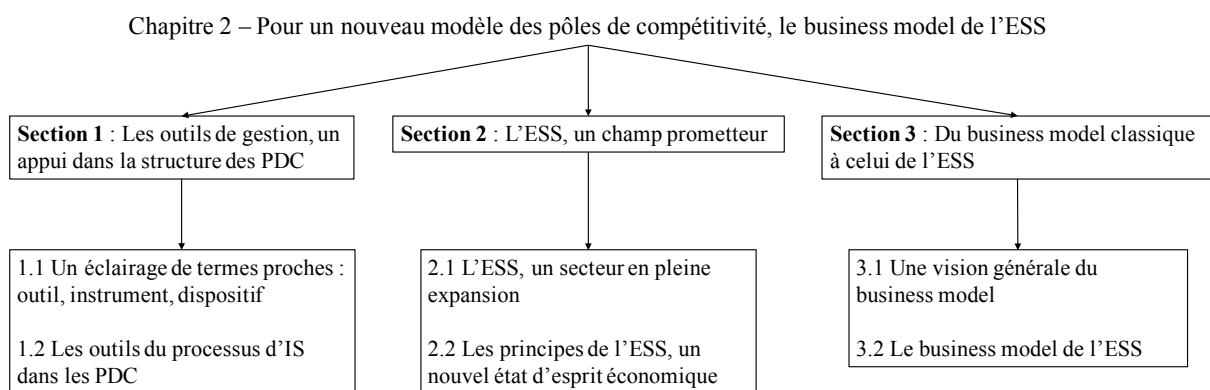 Chapitre 2 – Pour un nouveau modèle des pôles de compétitivité, le business model de l’ESS
Section 1 : Les outils de gestion, un
appui dans la structure des PDC
Section 2 : L’ESS, un champ prometteur
Section 3 : Du business model classique
à celui de l’ESS
1.1 Un éclairage de termes proches :
outil, instrument, dispositif
1.2 Les outils du processus d’IS
dans les PDC
2.1 L’ESS, un secteur en pleine
expansion
2.2 Les principes de l’ESS, un
nouvel état d’esprit économique
3.1 Une vision générale du
business model
3.2 Le business model de l’ESS